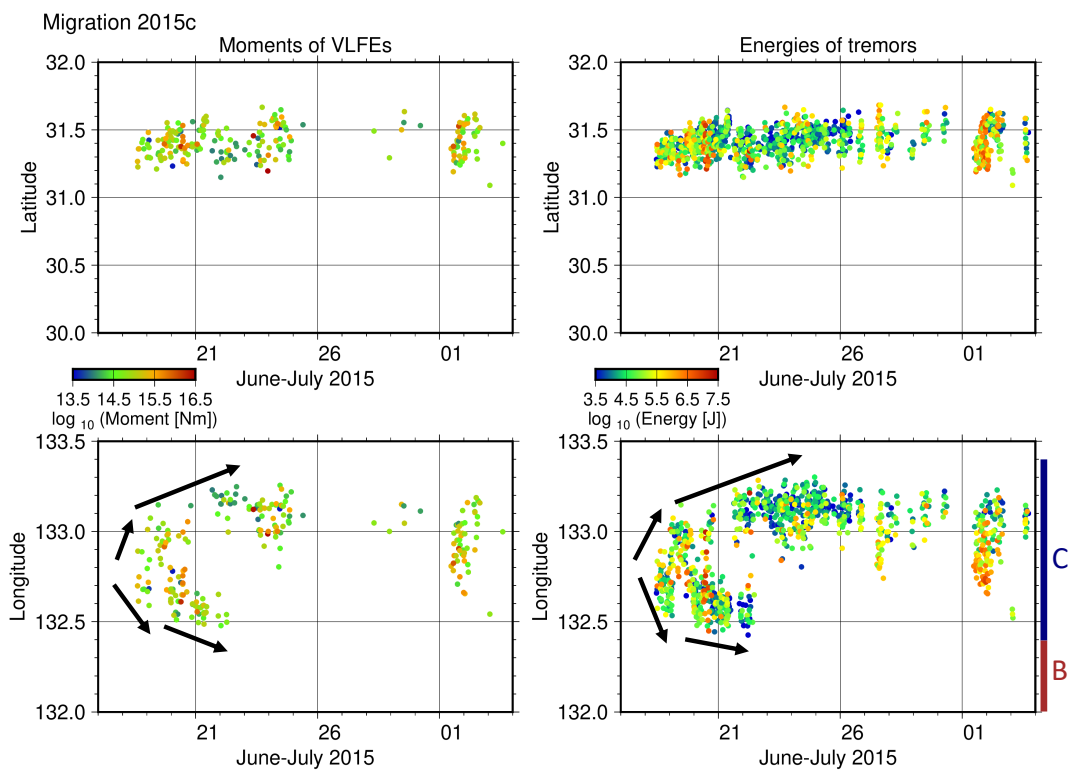 Migration 2015c
Moments of VLFEs
Energies of tremors
32.0
31.5
31.0
30.5
30.0
Latitude
21
26
01
June-July 2015
32.0
31.5
31.0
30.5
30.0
Latitude
21
26
01
June-July 2015
13.5 14.5 15.5 16.5
log 10 (Moment [Nm])
3.5 4.5 5.5 6.5 7.5
log 10 (Energy [J])
133.5
133.0
132.5
132.0
Longitude
21
26
01
June-July 2015
133.5
133.0
132.5
132.0
Longitude
21
26
01
June-July 2015
C
B